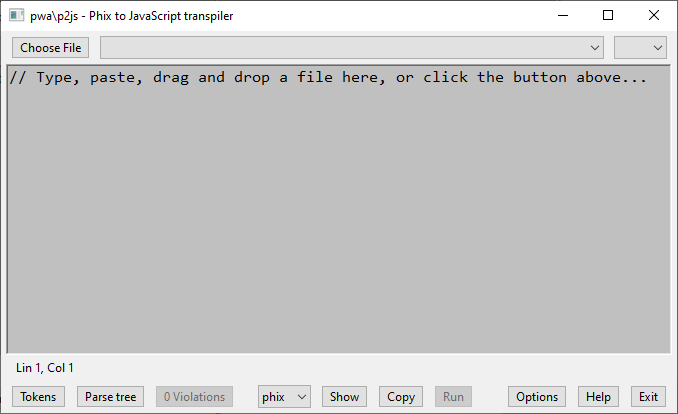 pwa\p2js - Phix to JavaScript transpiler
Choose File
// Type, paste, drag and drop a file here, or click the button above...
Lin 1, Col 1
Tokens Parse tree 0 Violations phix Show Copy Run Options Help Exit